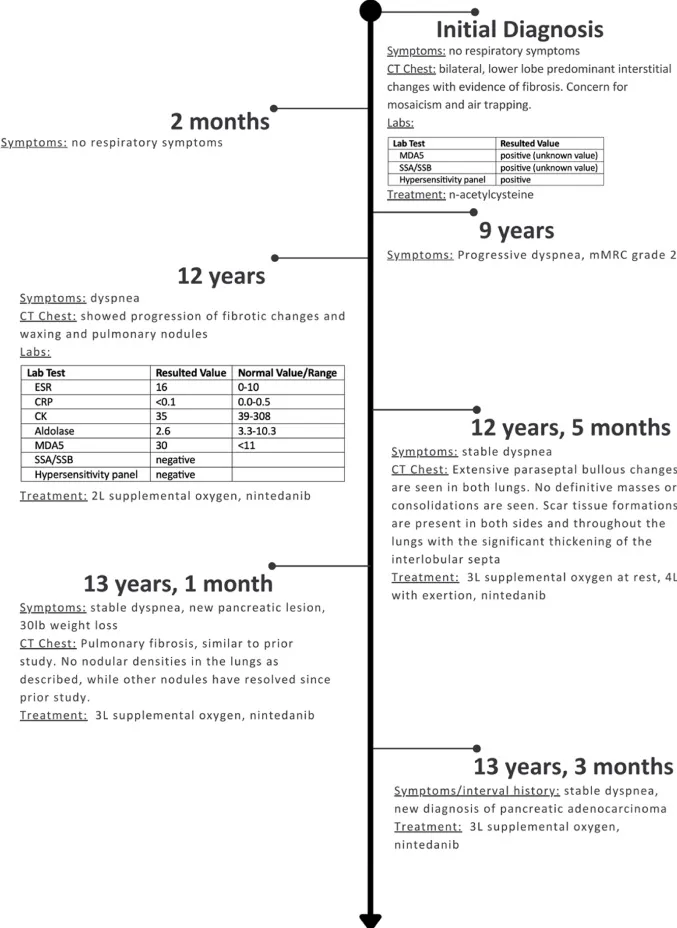 Initial Diagnosis
Symptoms: no respiratory symptoms
CT Chest: bilateral, lower lobe predominant interstitial
changes with evidence of fibrosis. Concern for
mosaicism and air trapping.
Labs:
Lab Test Resulted Value
MDA5 positive (unknown value)
SSA/SSB positive (unknown value)
Hypersensitivity panel positive
Treatment: n-acetylcysteine
2 months
Symptoms: no respiratory symptoms
9 years
Symptoms: Progressive dyspnea, mMRC grade 2
12 years
Symptoms: dyspnea
CT Chest: showed progression of fibrotic changes and
waxing and pulmonary nodules
Labs:
Lab Test Resulted Value Normal Value/Range
ESR 16 0-10
CRP <0.1 0.0-0.5
CK 35 39-308
Aldolase 2.6 3.3-10.3
MDA5 30 <11
SSA/SSB negative
Hypersensitivity panel negative
Treatment: 2L supplemental oxygen, nintedanib
12 years, 5 months
Symptoms: stable dyspnea
CT Chest: Extensive paraseptal bullous changes
are seen in both lungs. No definitive masses or
consolidations are seen. Scar tissue formations
are present in both sides and throughout the
lungs with the significant thickening of the
interlobular septa
Treatment: 3L supplemental oxygen at rest, 4L
with exertion, nintedanib
13 years, 1 month
Symptoms: stable dyspnea, new pancreatic lesion,
30lb weight loss
CT Chest: Pulmonary fibrosis, similar to prior
study. No nodular densities in the lungs as
described, while other nodules have resolved since
prior study.
Treatment: 3L supplemental oxygen, nintedanib
13 years, 3 months
Symptoms/interval history: stable dyspnea,
new diagnosis of pancreatic adenocarcinoma
Treatment: 3L supplemental oxygen,
nintedanib